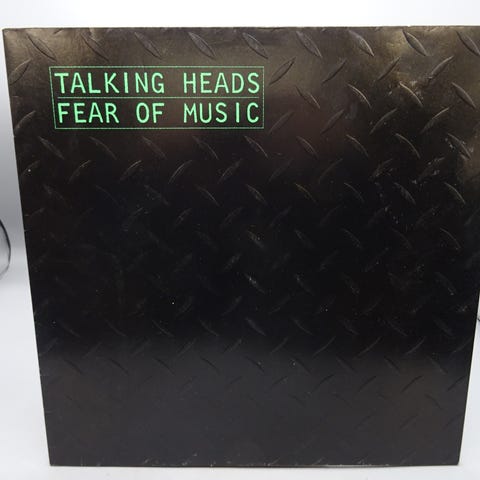 TALKING HEADS
FEAR OF MUSIC